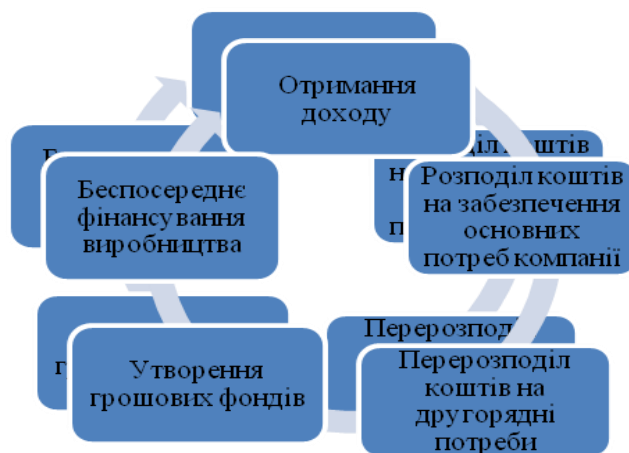 Отримання
доходу
Розподіл коштів
на забезпечення
основних
потреб компанії
Перерозподіл
коштів на
другорядні
потреби
Утворення
грошових фондів
Беспосереднє
фінансування
виробництва